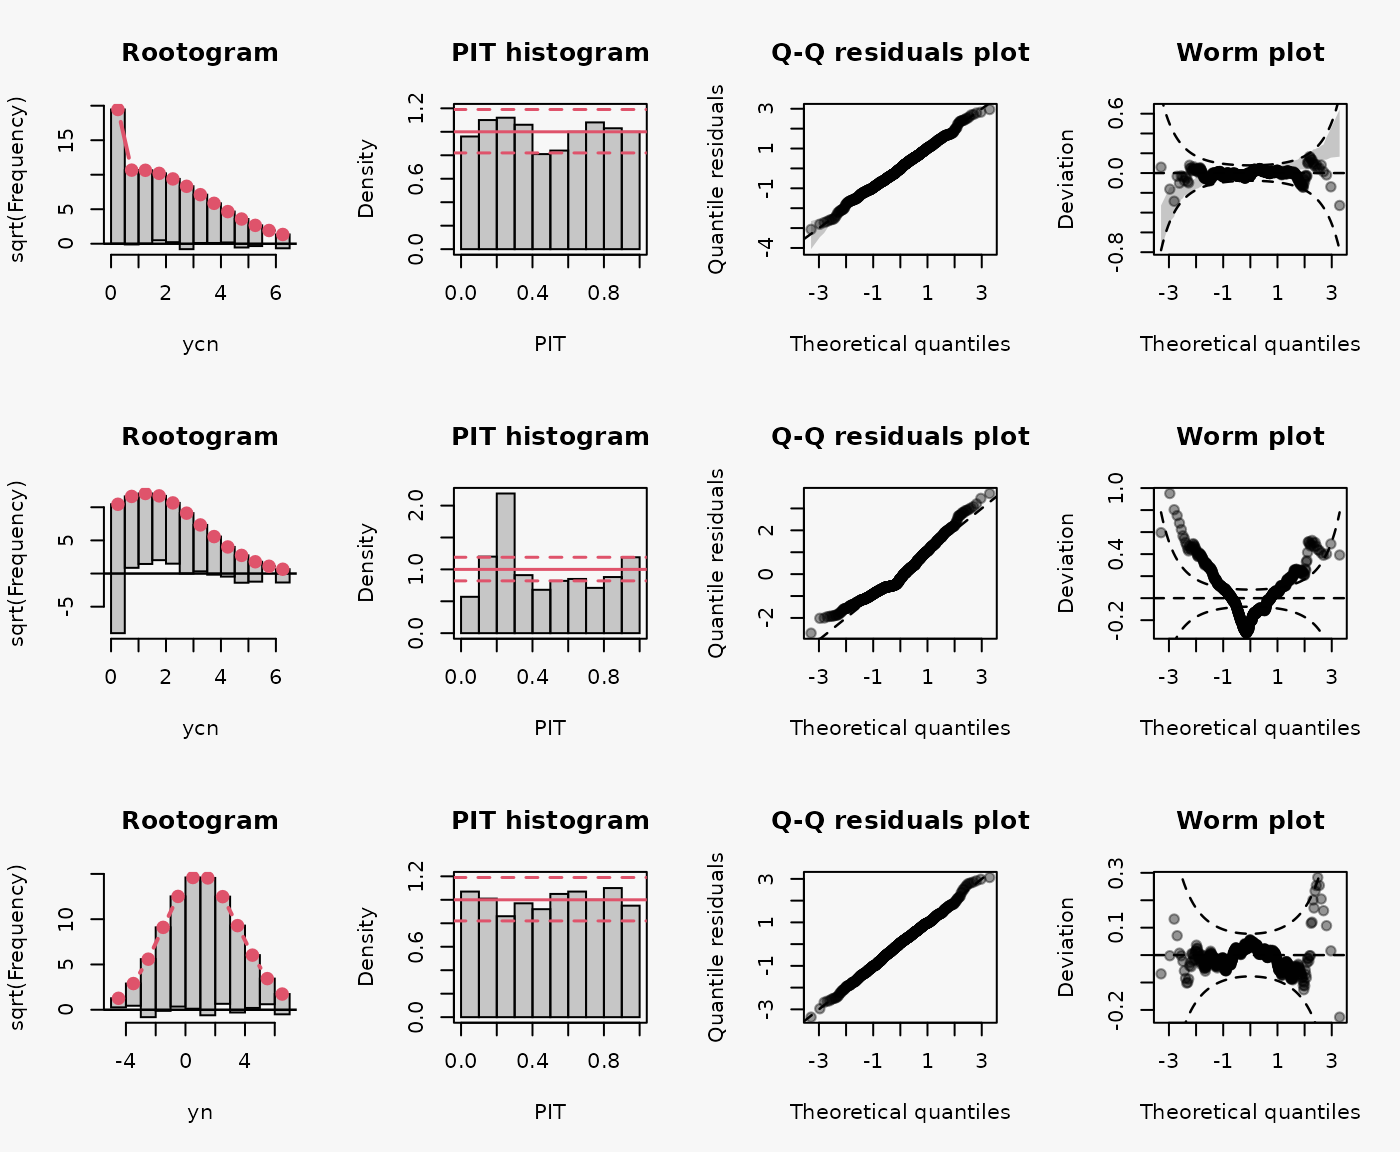 Rootogram
PIT histogram
Q-Q residuals plot
Worm plot
sqrt(Frequency)
0 5 15
0 2 4 6
ycn
Density
0.0 0.6 1.2
0.0 0.4 0.8
PIT
Quantile residuals
-4 -1 1 3
-3 -1 1 3
Theoretical quantiles
Deviation
-0.8 0.0 0.6
-3 -1 1 3
Theoretical quantiles
Rootogram
PIT histogram
Q-Q residuals plot
Worm plot
sqrt(Frequency)
-5 5
0 2 4 6
ycn
Density
0.0 1.0 2.0
0.0 0.4 0.8
PIT
Quantile residuals
-2 0 2
-3 -1 1 3
Theoretical quantiles
Deviation
-0.2 0.4 1.0
-3 -1 1 3
Theoretical quantiles
Rootogram
PIT histogram
Q-Q residuals plot
Worm plot
sqrt(Frequency)
0 5 10
-4 0 4
yn
Density
0.0 0.6 1.2
0.0 0.4 0.8
PIT
Quantile residuals
-3 -1 1 3
-3 -1 1 3
Theoretical quantiles
Deviation
-0.2 0.1 0.3
-3 -1 1 3
Theoretical quantiles